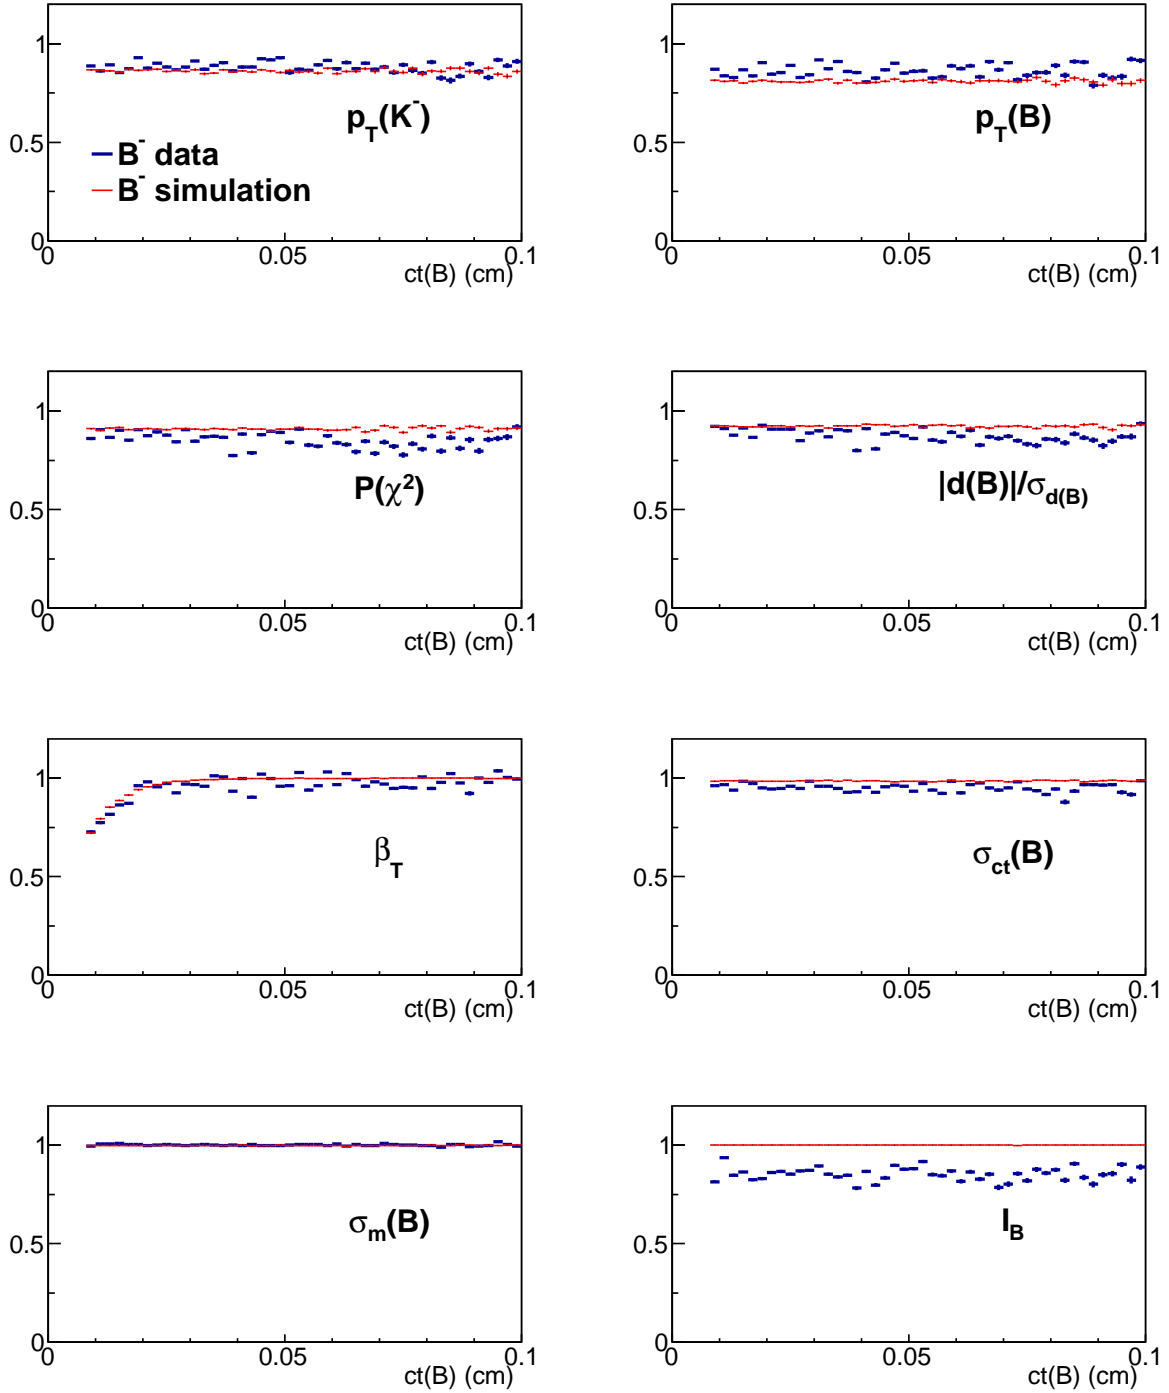 1
0.5
0
p_T(K⁻)
B⁻ data
B⁻ simulation
0 0.05 0.1
ct(B) (cm)
1
0.5
0
p_T(B)
0 0.05 0.1
ct(B) (cm)
1
0.5
0
P(χ²)
0 0.05 0.1
ct(B) (cm)
1
0.5
0
|d(B)|/σ_d(B)
0 0.05 0.1
ct(B) (cm)
1
0.5
0
β_T
0 0.05 0.1
ct(B) (cm)
1
0.5
0
σ_ct(B)
0 0.05 0.1
ct(B) (cm)
1
0.5
0
σ_m(B)
0 0.05 0.1
ct(B) (cm)
1
0.5
0
I_B
0 0.05 0.1
ct(B) (cm)